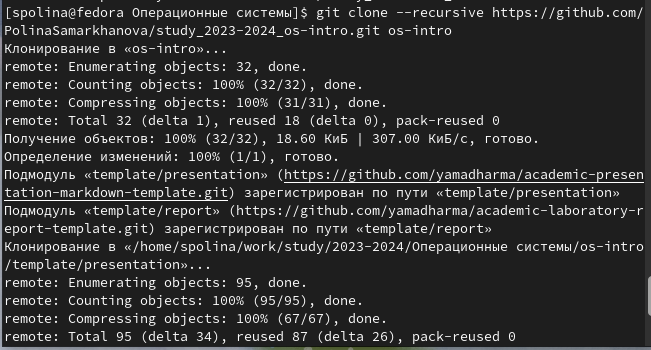 [spolina@fedora Операционные системы]$ git clone --recursive https://github.com/
PolinaSamarkhanova/study_2023-2024_os-intro.git os-intro
Клонирование в «os-intro»...
remote: Enumerating objects: 32, done.
remote: Counting objects: 100% (32/32), done.
remote: Compressing objects: 100% (31/31), done.
remote: Total 32 (delta 1), reused 18 (delta 0), pack-reused 0
Получение объектов: 100% (32/32), 18.60 КиБ | 307.00 КиБ/с, готово.
Определение изменений: 100% (1/1), готово.
Подмодуль «template/presentation» (https://github.com/yamadharma/academic-presen
tation-markdown-template.git) зарегистрирован по пути «template/presentation»
Подмодуль «template/report» (https://github.com/yamadharma/academic-laboratory-r
eport-template.git) зарегистрирован по пути «template/report»
Клонирование в «/home/spolina/work/study/2023-2024/Операционные системы/os-intro
/template/presentation»...
remote: Enumerating objects: 95, done.
remote: Counting objects: 100% (95/95), done.
remote: Compressing objects: 100% (67/67), done.
remote: Total 95 (delta 34), reused 87 (delta 26), pack-reused 0